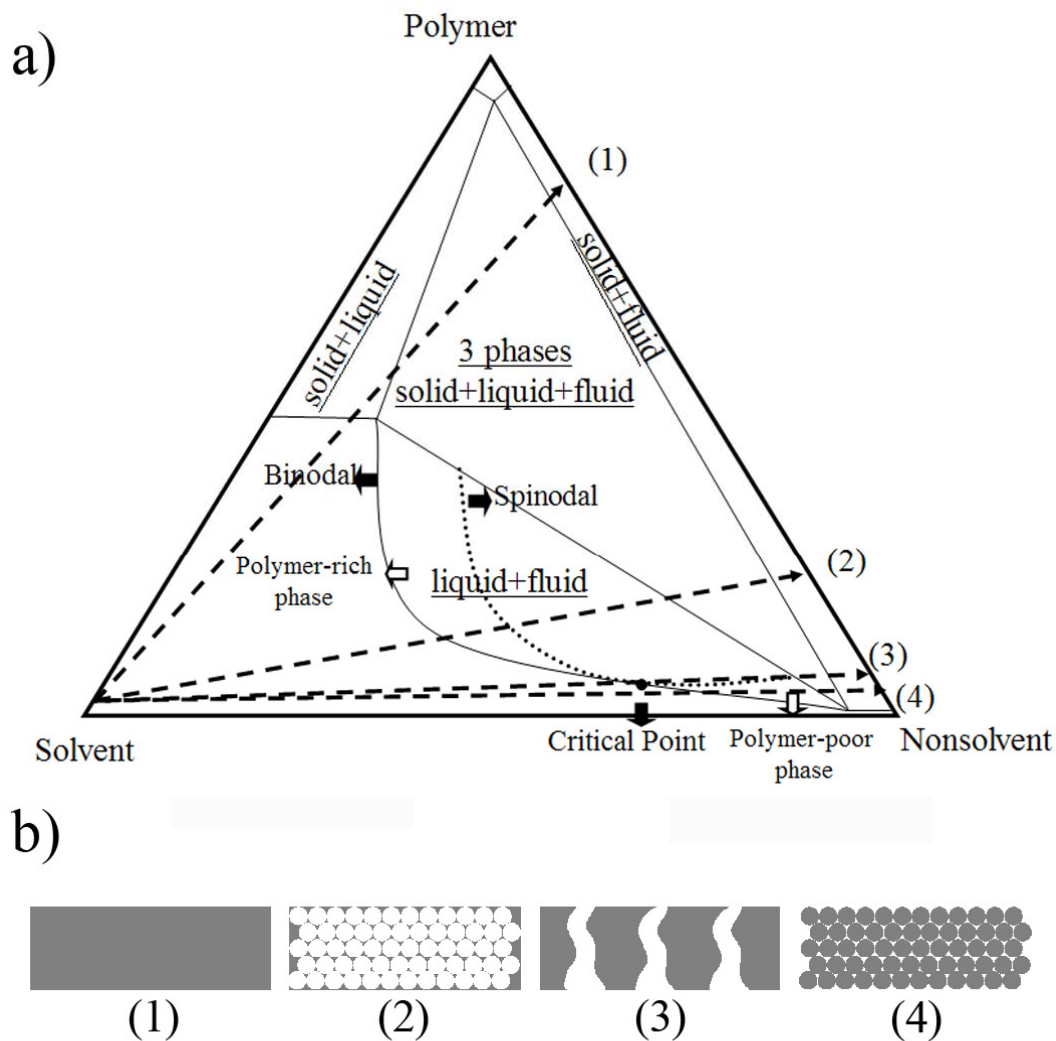 a)
Polymer
(1)
solid+liquid
solid+fluid
3 phases
solid+liquid+fluid
Binodal
Spinodal
Polymer-rich
phase
liquid+fluid
(2)
(3)
(4)
Solvent
Critical Point
Polymer-poor
phase
Nonsolvent
b)
(1)
(2)
(3)
(4)